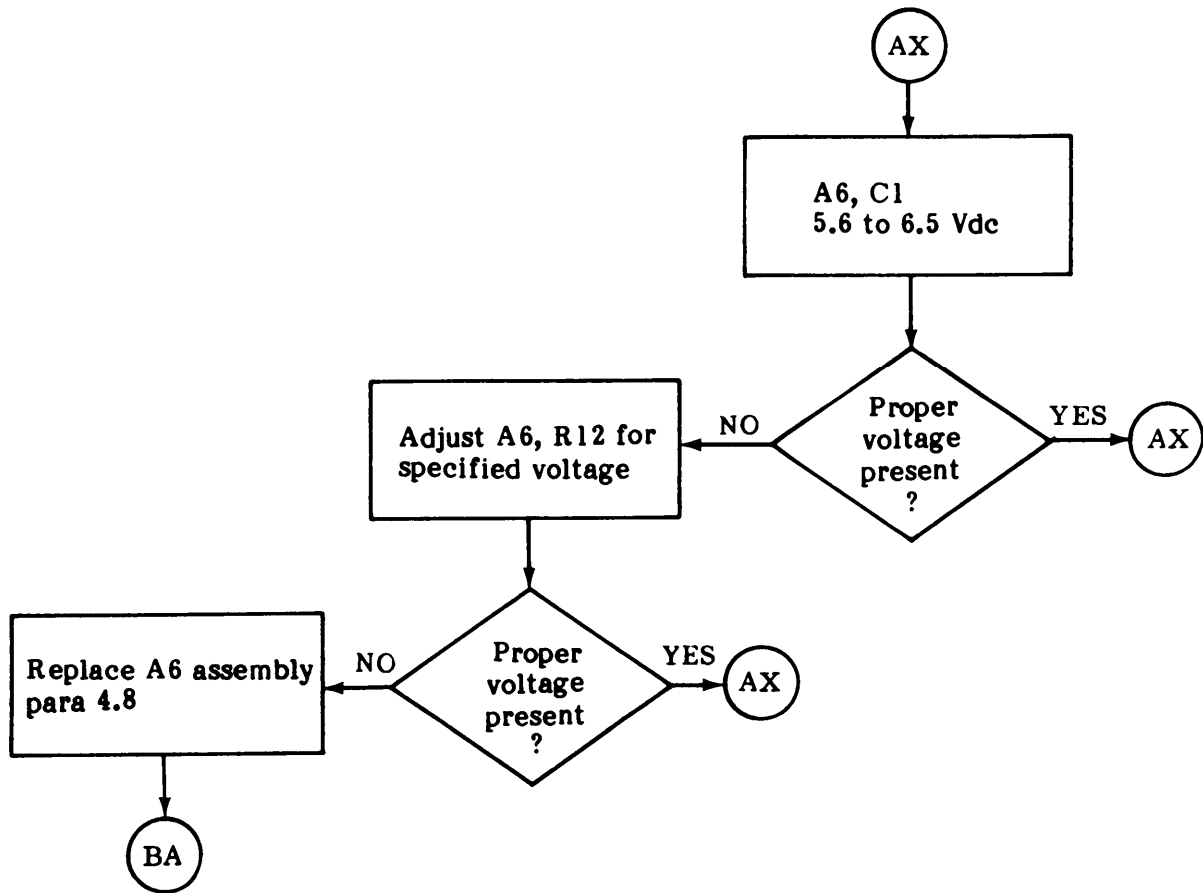 AX
A6, C1
5.6 to 6.5 Vdc
Proper
voltage
present
?
YES
AX
NO
Adjust A6, R12 for
specified voltage
Proper
voltage
present
?
YES
AX
NO
Replace A6 assembly
para 4.8
BA